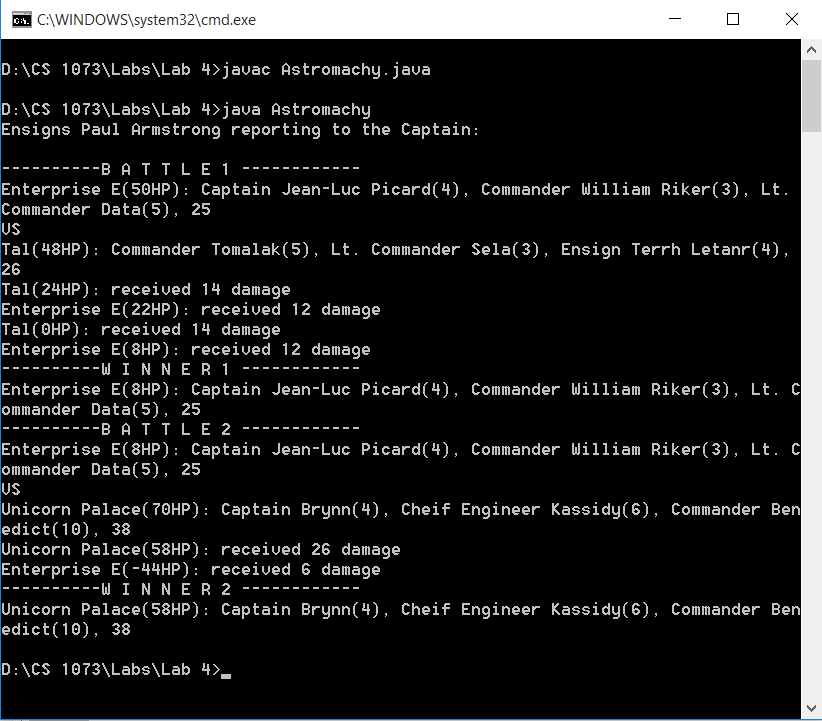 C:\WINDOWS\system32\cmd.exe
D:\CS 1073\Labs\Lab 4>javac Astromachy.java
D:\CS 1073\Labs\Lab 4>java Astromachy
Ensigns Paul Armstrong reporting to the Captain:
----------B A T T L E 1 ------------
Enterprise E(50HP): Captain Jean-Luc Picard(4), Commander William Riker(3), Lt.
Commander Data(5), 25
VS
Tal(48HP): Commander Tomalak(5), Lt. Commander Sela(3), Ensign Terrh Letanr(4),
26
Tal(24HP): received 14 damage
Enterprise E(22HP): received 12 damage
Tal(0HP): received 14 damage
Enterprise E(8HP): received 12 damage
----------W I N N E R 1 ------------
Enterprise E(8HP): Captain Jean-Luc Picard(4), Commander William Riker(3), Lt. C
ommander Data(5), 25
----------B A T T L E 2 ------------
Enterprise E(8HP): Captain Jean-Luc Picard(4), Commander William Riker(3), Lt. C
ommander Data(5), 25
VS
Unicorn Palace(70HP): Captain Brynn(4), Cheif Engineer Kassidy(6), Commander Ben
edict(10), 38
Unicorn Palace(58HP): received 26 damage
Enterprise E(-44HP): received 6 damage
----------W I N N E R 2 ------------
Unicorn Palace(58HP): Captain Brynn(4), Cheif Engineer Kassidy(6), Commander Ben
edict(10), 38
D:\CS 1073\Labs\Lab 4>_